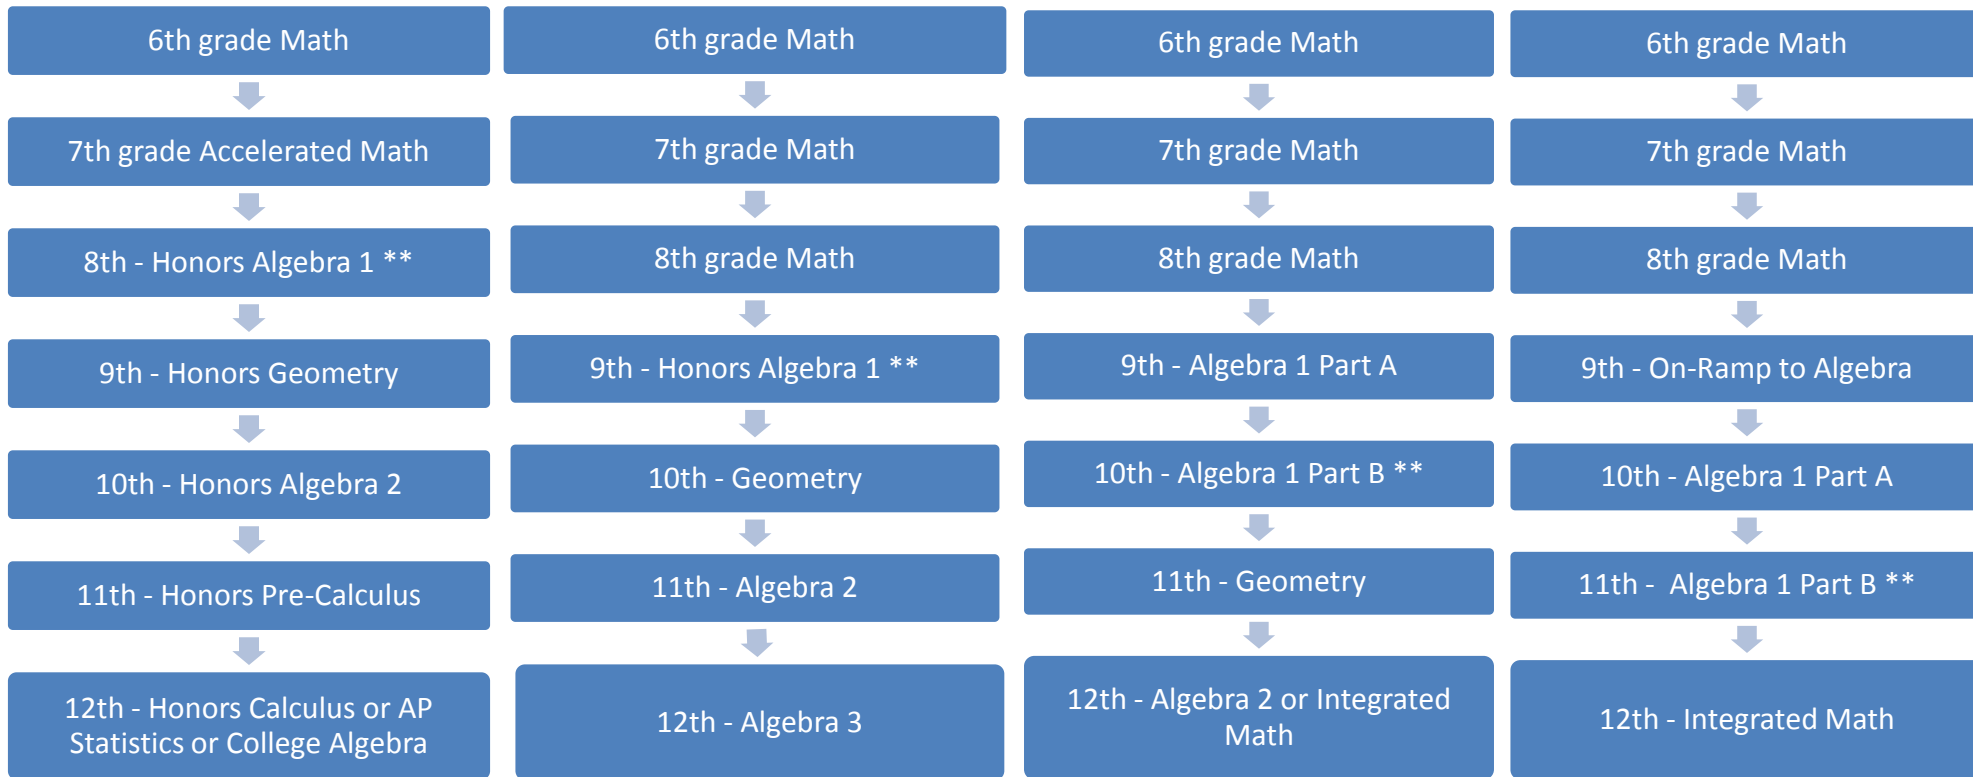 6th grade Math
7th grade Accelerated Math
8th - Honors Algebra 1 **
9th - Honors Geometry
10th - Honors Algebra 2
11th - Honors Pre-Calculus
12th - Honors Calculus or AP
Statistics or College Algebra
6th grade Math
7th grade Math
8th grade Math
9th - Honors Algebra 1 **
10th - Geometry
11th - Algebra 2
12th - Algebra 3
6th grade Math
7th grade Math
8th grade Math
9th - Algebra 1 Part A
10th - Algebra 1 Part B **
11th - Geometry
12th - Algebra 2 or Integrated
Math
6th grade Math
7th grade Math
8th grade Math
9th - On-Ramp to Algebra
10th - Algebra 1 Part A
11th -  Algebra 1 Part B **
12th - Integrated Math